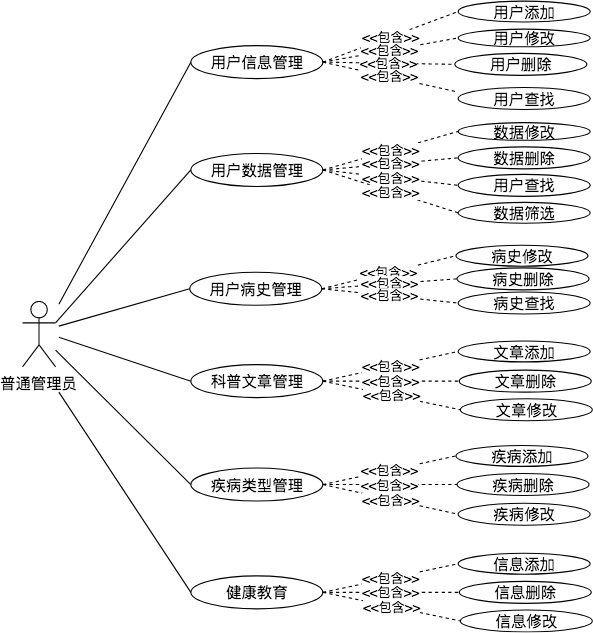 普通管理员
用户信息管理
<<包含>>
<<包含>>
<<包含>>
<<包含>>
用户添加
用户修改
用户删除
用户查找
用户数据管理
<<包含>>
<<包含>>
<<包含>>
<<包含>>
数据修改
数据删除
用户查找
数据筛选
用户病史管理
<<包含>>
<<包含>>
<<包含>>
病史修改
病史删除
病史查找
科普文章管理
<<包含>>
<<包含>>
<<包含>>
文章添加
文章删除
文章修改
疾病类型管理
<<包含>>
<<包含>>
<<包含>>
疾病添加
疾病删除
疾病修改
健康教育
<<包含>>
<<包含>>
<<包含>>
信息添加
信息删除
信息修改